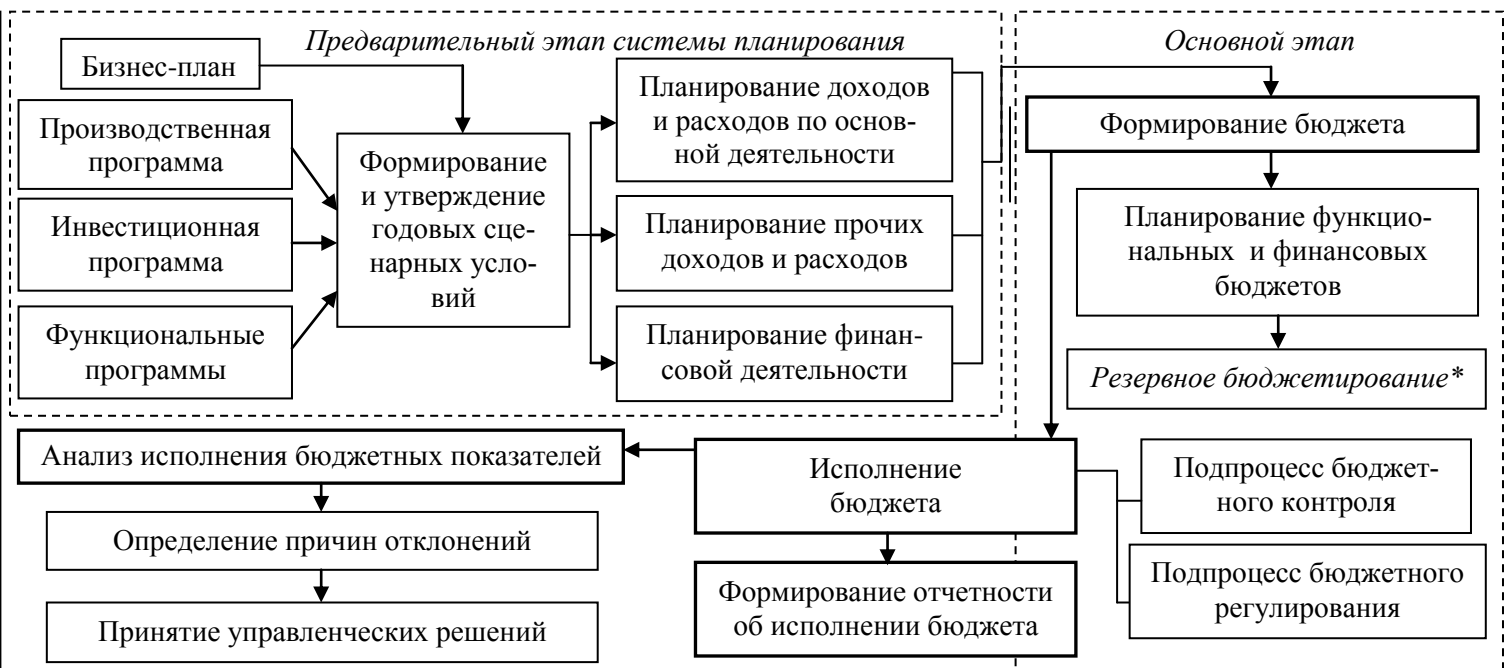 Предварительный этап системы планирования
Бизнес-план
Производственная
программа
Инвестиционная
программа
Функциональные
программы
Формирование
и утверждение
годовых сце-
нарных усло-
вий
Планирование доходов
и расходов по основ-
ной деятельности
Планирование прочих
доходов и расходов
Планирование финан-
совой деятельности
Основной этап
Формирование бюджета
Планирование функцио-
нальных и финансовых
бюджетов
Резервное бюджетирование*
Анализ исполнения бюджетных показателей
Определение причин отклонений
Принятие управленческих решений
Исполнение
бюджета
Формирование отчетности
об исполнении бюджета
Подпроцесс бюджет-
ного контроля
Подпроцесс бюджетного
регулирования